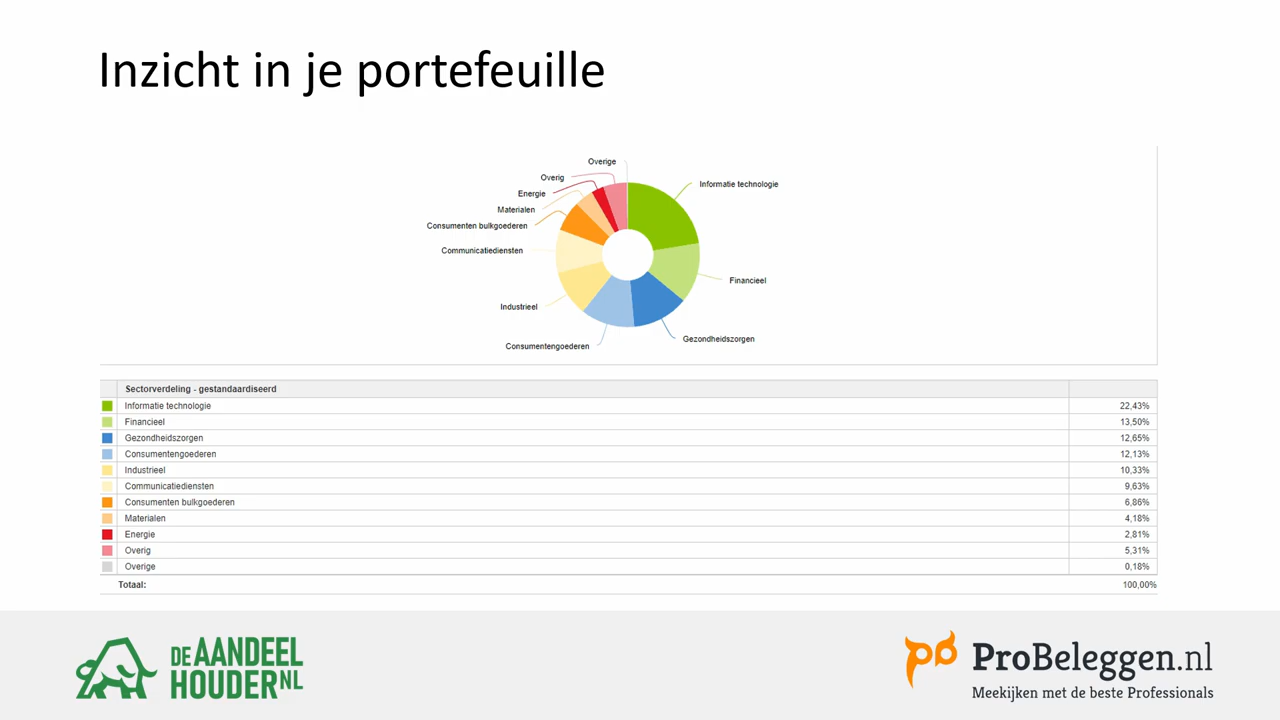 Inzicht in je portefeuille
Overige
Overig
Informatie technologie
Energie
Materialen
Consumenten bulkgoederen
Communicatiediensten
Financieel
Industrieel
Gezondheidszorgen
Consumentengoederen
Sectorverdeling - gestandaardiseerd
Informatie technologie 22,43%
Financieel 13,50%
Gezondheidszorgen 12,65%
Consumentengoederen 12,13%
Industrieel 10,33%
Communicatiediensten 9,63%
Consumenten bulkgoederen 6,86%
Materialen 4,18%
Energie 2,81%
Overig 5,31%
Overige 0,18%
Totaal: 100,00%
DE AANDEEL
HOUDER NL
ProBeleggen.nl
Meekijken met de beste Professionals